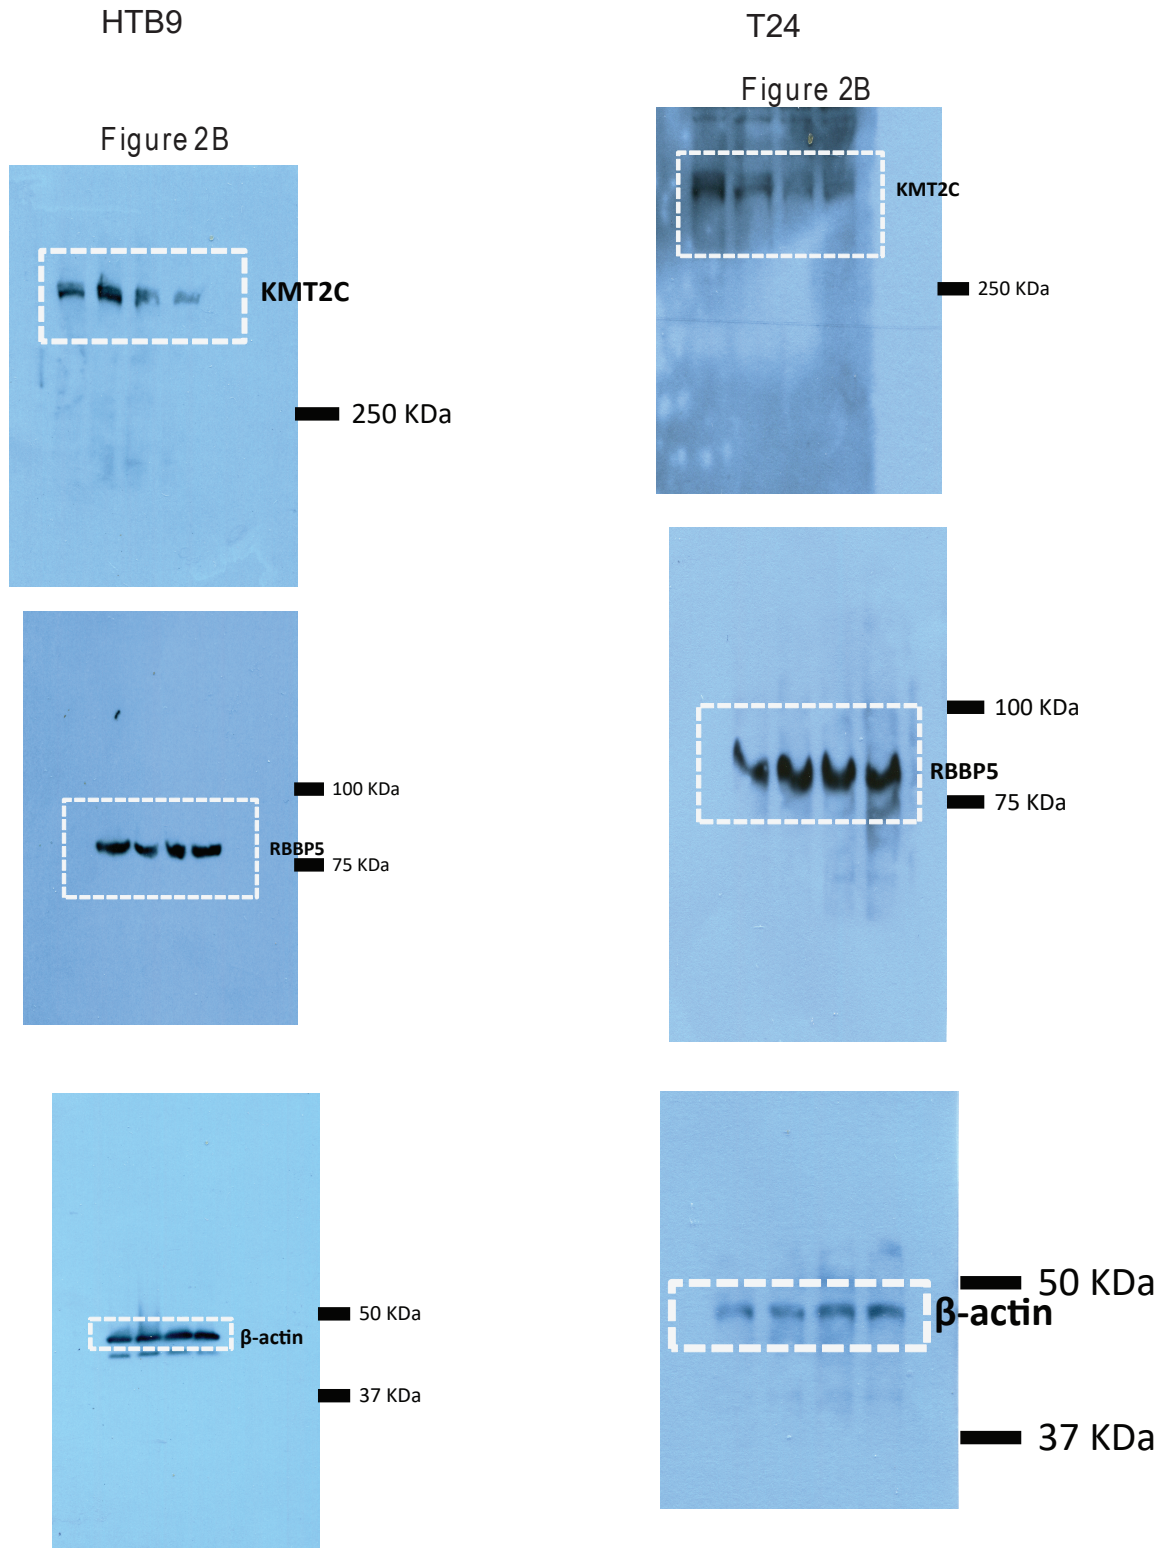 HTB9
Figure 2B
KMT2C
250 KDa
100 KDa
RBBP5
75 KDa
50 KDa
β-actin
37 KDa
T24
Figure 2B
KMT2C
250 KDa
100 KDa
RBBP5
75 KDa
50 KDa
β-actin
37 KDa